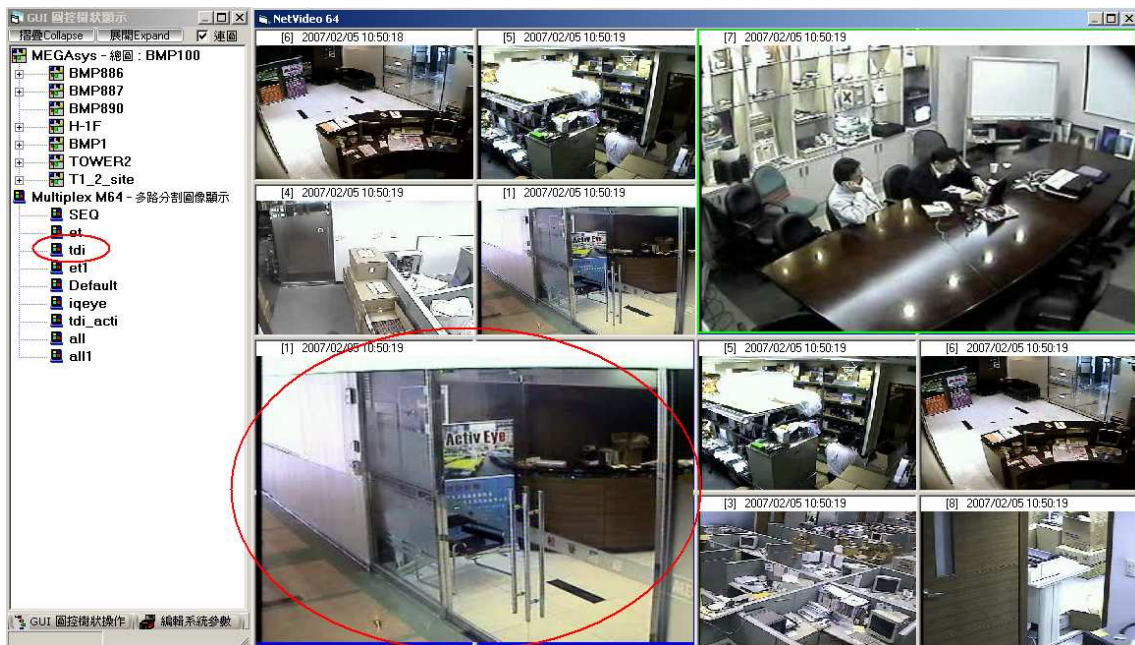 GUI 圖控樹狀顯示
摺疊Collapse 展開Expand 連圖
MEGAsys - 總圖 : BMP100
BMP886
BMP887
BMP890
H-1F
BMP1
TOWER2
T1_2_site
Multiplex M64 - 多路分割圖像顯示
SEQ
et
tdi
et1
Default
iqeye
tdi_acti
all
all1
GUI 圖控樹狀操作 編輯系統參數
NetVideo 64
[6] 2007/02/05 10:50:18
[5] 2007/02/05 10:50:19
[7] 2007/02/05 10:50:19
[4] 2007/02/05 10:50:19
[1] 2007/02/05 10:50:19
Activ Eye
[1] 2007/02/05 10:50:19
Activ Eye
[5] 2007/02/05 10:50:19
[6] 2007/02/05 10:50:19
[3] 2007/02/05 10:50:19
[8] 2007/02/05 10:50:19